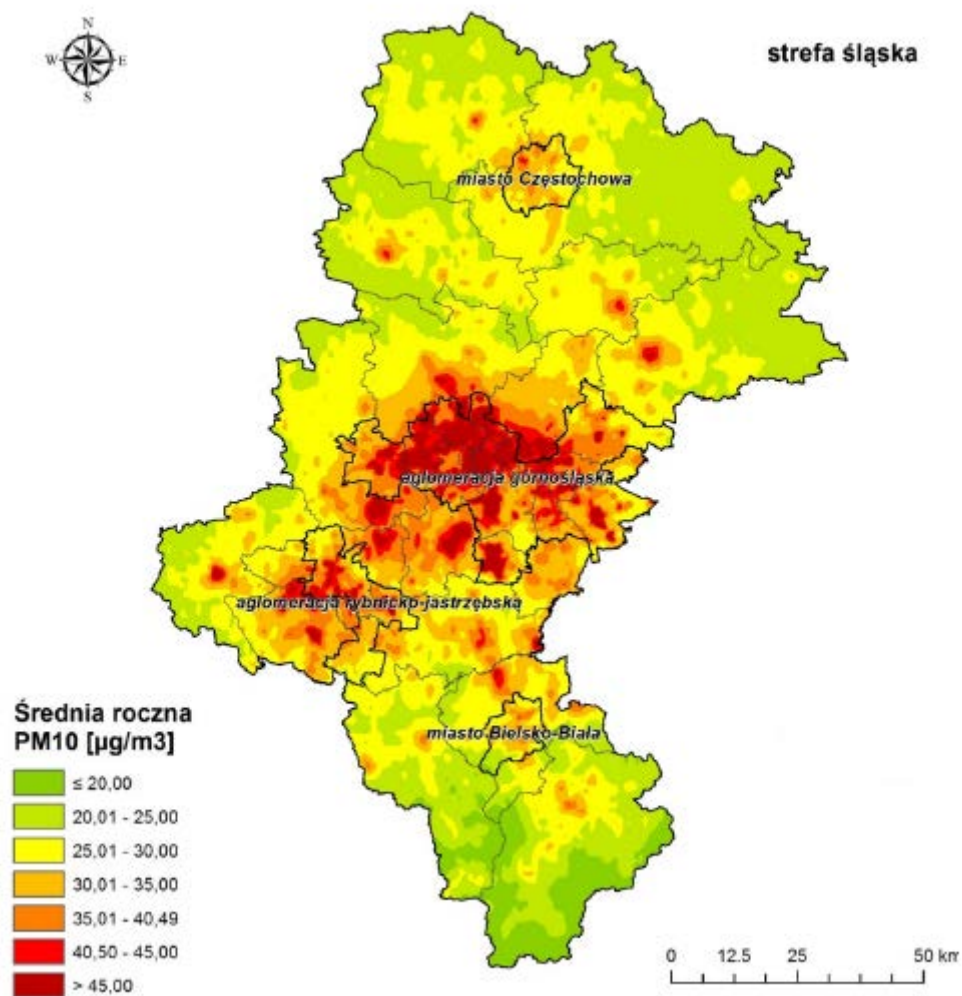 N
W E
S
strefa śląska
miasto Częstochowa
aglomeracja górnośląska
aglomeracja rybnicko-jastrzębska
miasto Bielsko-Biała
Średnia roczna
PM10 [µg/m3]
≤ 20,00
20,01 - 25,00
25,01 - 30,00
30,01 - 35,00
35,01 - 40,49
40,50 - 45,00
> 45,00
0 12.5 25 50 km